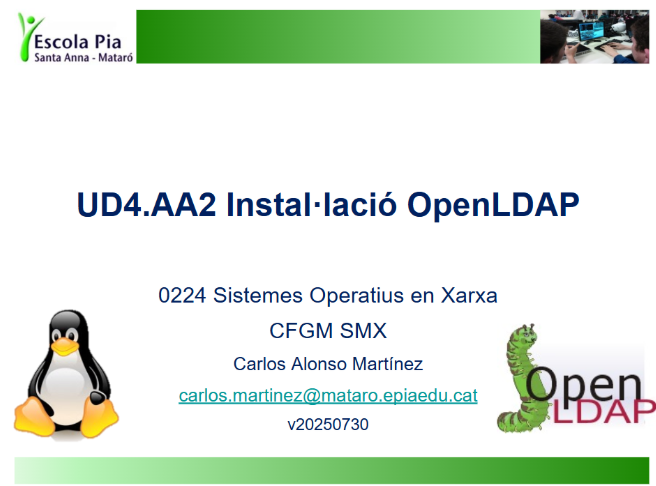 Escola Pia
Santa Anna - Mataró
UD4.AA2 Instal·lació OpenLDAP
0224 Sistemes Operatius en Xarxa
CFGM SMX
Carlos Alonso Martínez
carlos.martinez@mataro.epiaedu.cat
v20250730
Open
LDAP